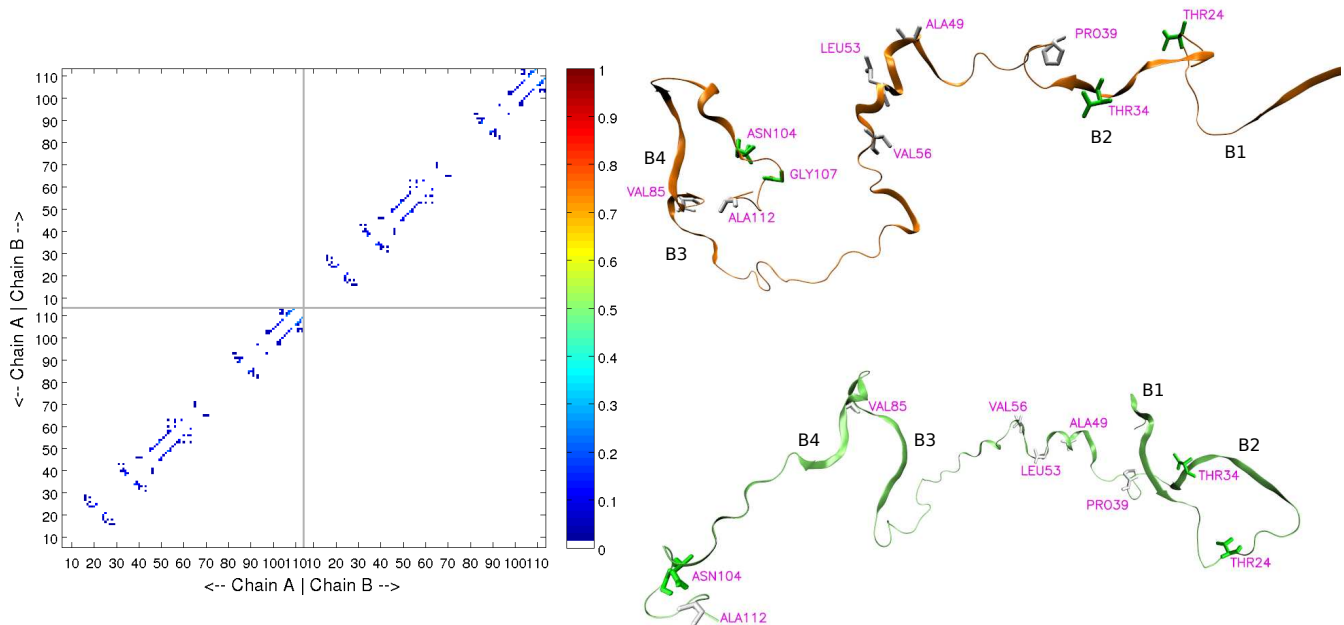 110
100
90
80
70
60
50
40
30
20
10
110
100
90
80
70
60
50
40
30
20
10
<-- Chain A | Chain B -->
10 20 30 40 50 60 70 80 90 100110 10 20 30 40 50 60 70 80 90 100110
<-- Chain A | Chain B -->
1
0.9
0.8
0.7
0.6
0.5
0.4
0.3
0.2
0.1
0
THR24
ALA49
PRO39
LEU53
THR34
ASN104
B2
VAL56
B1
B4
GLY107
VAL85
ALA112
B3
B1
VAL85
VAL56
ALA49
B2
B4
B3
LEU53
THR34
PRO39
THR24
ASN104
ALA112